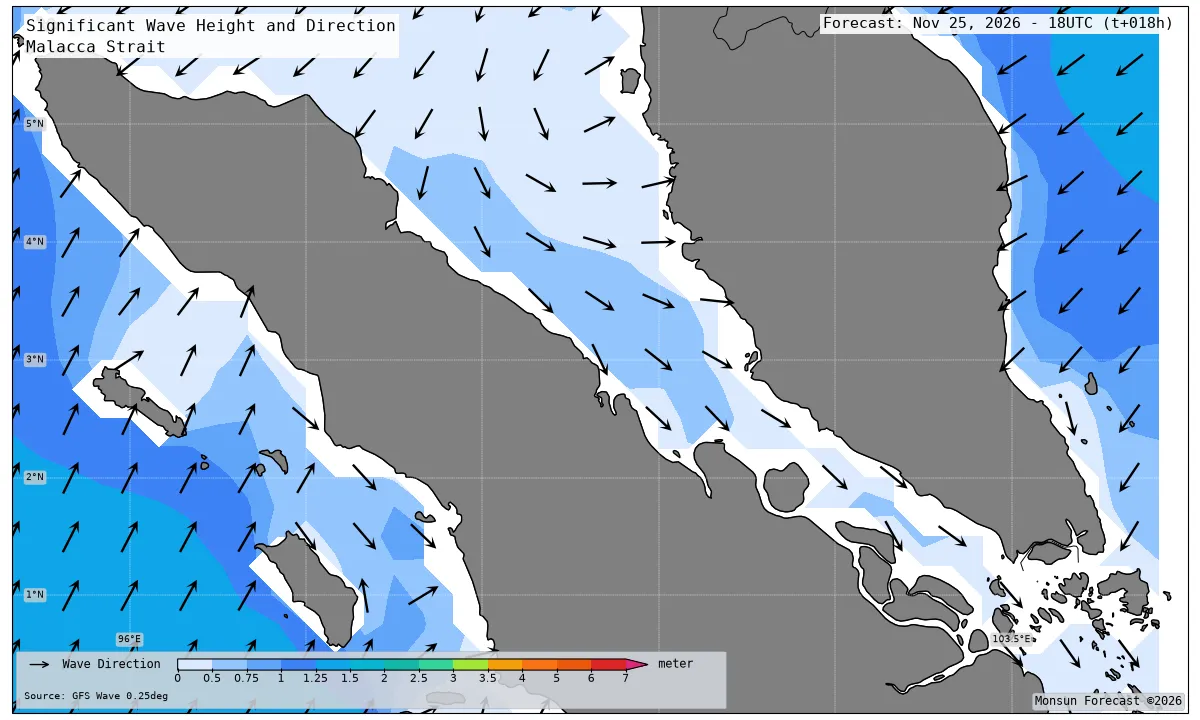 Significant Wave Height and Direction
Malacca Strait
Forecast: Nov 25, 2026 - 18UTC (t+018h)
5°N
4°N
3°N
2°N
1°N
96°E
103.5°E
Wave Direction
meter
0 0.5 0.75 1 1.25 1.5 2 2.5 3 3.5 4 5 6 7
Source: GFS Wave 0.25deg
Monsun Forecast ©2026